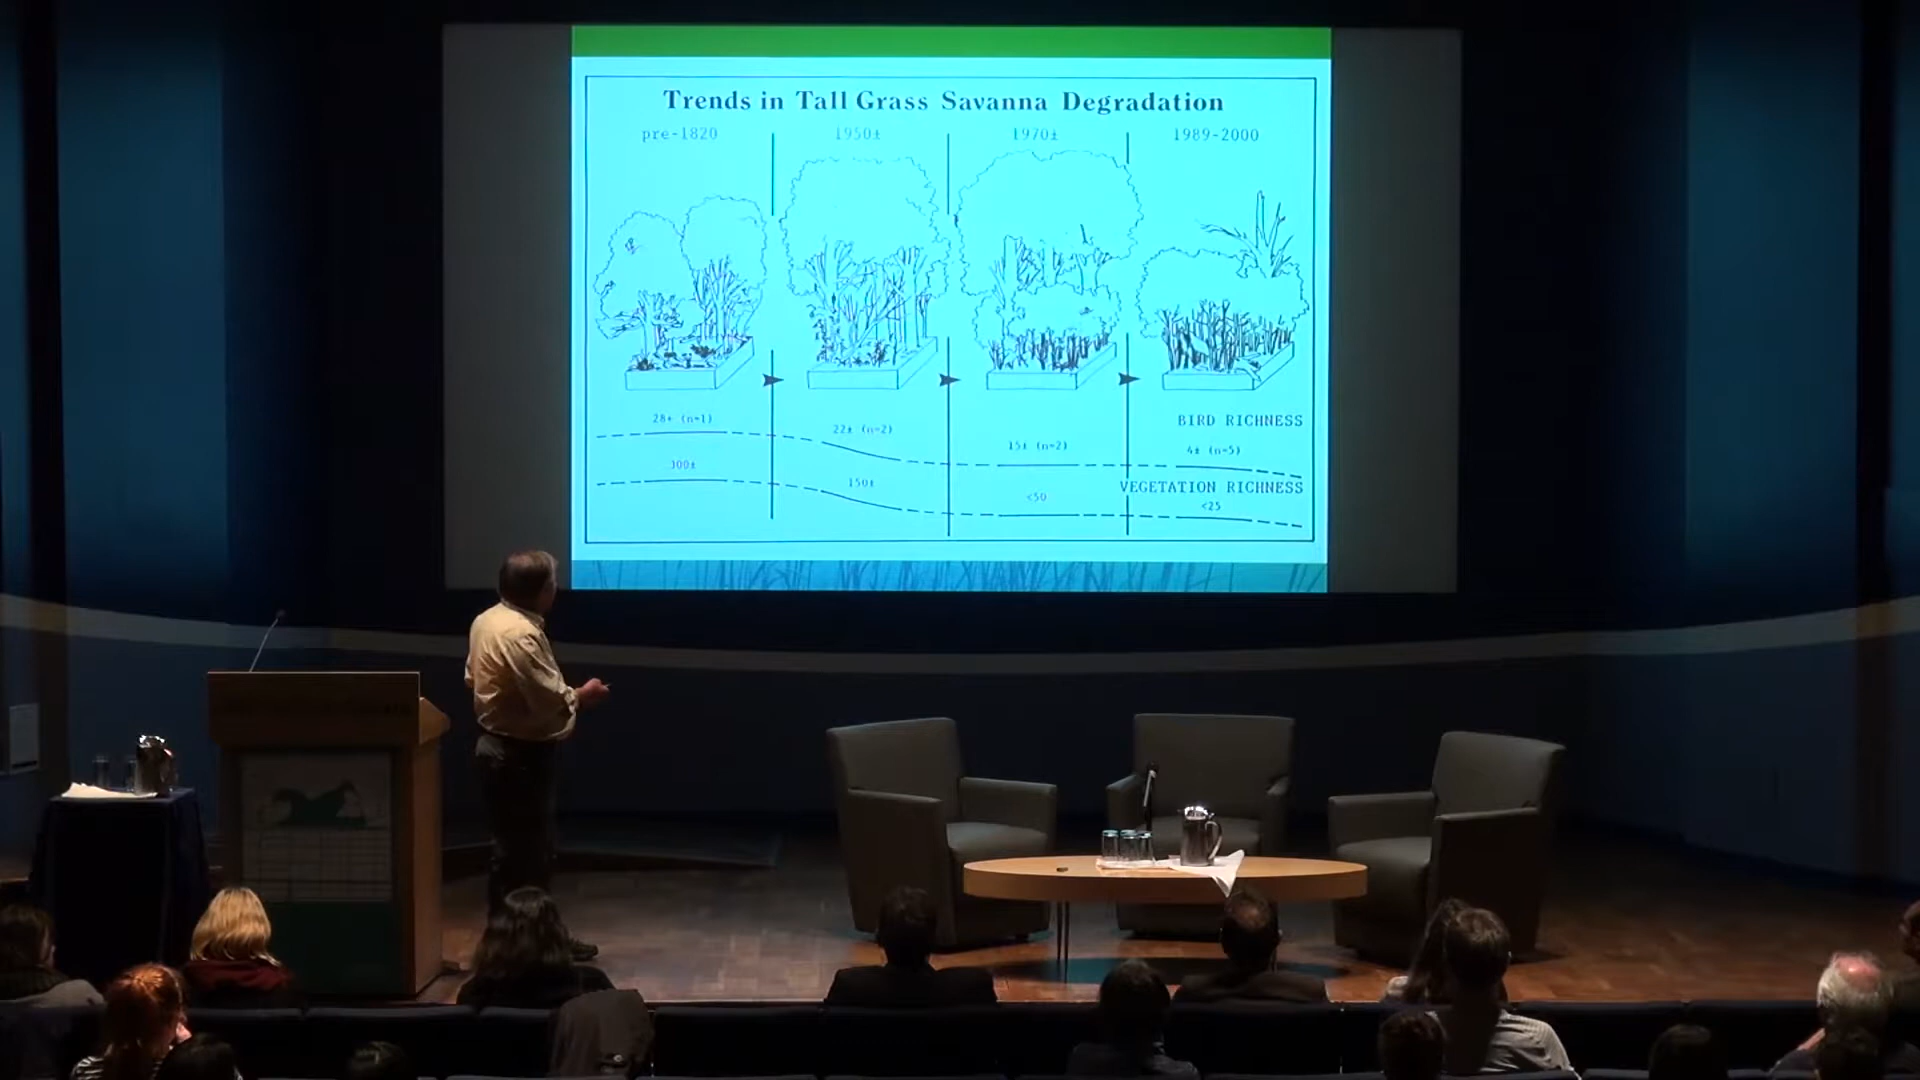 Trends in Tall Grass Savanna Degradation
pre-1820
1950±
1970±
1989-2000
28± (n=1)
22± (n=2)
15± (n=2)
BIRD RICHNESS
4± (n=5)
300±
150±
<50
VEGETATION RICHNESS
<25